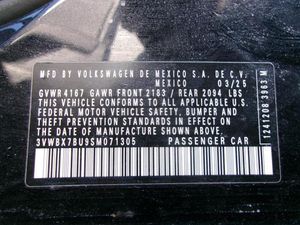 MFD.BY VOLKSWAGEN DE MEXICO S.A. DE C.V.
MEXICO 03/25
GVWR 4167 GAWR FRONT 2183 / REAR 2094 LBS
THIS VEHICLE CONFORMS TO ALL APPLICABLE U.S.
FEDERAL MOTOR VEHICLE SAFETY, BUMPER AND
THEFT PREVENTION STANDARDS IN EFFECT ON THE
DATE OF MANUFACTURE SHOWN ABOVE.
3VWBX7BU9SM071305 PASSENGER CAR
1241208 3963 M